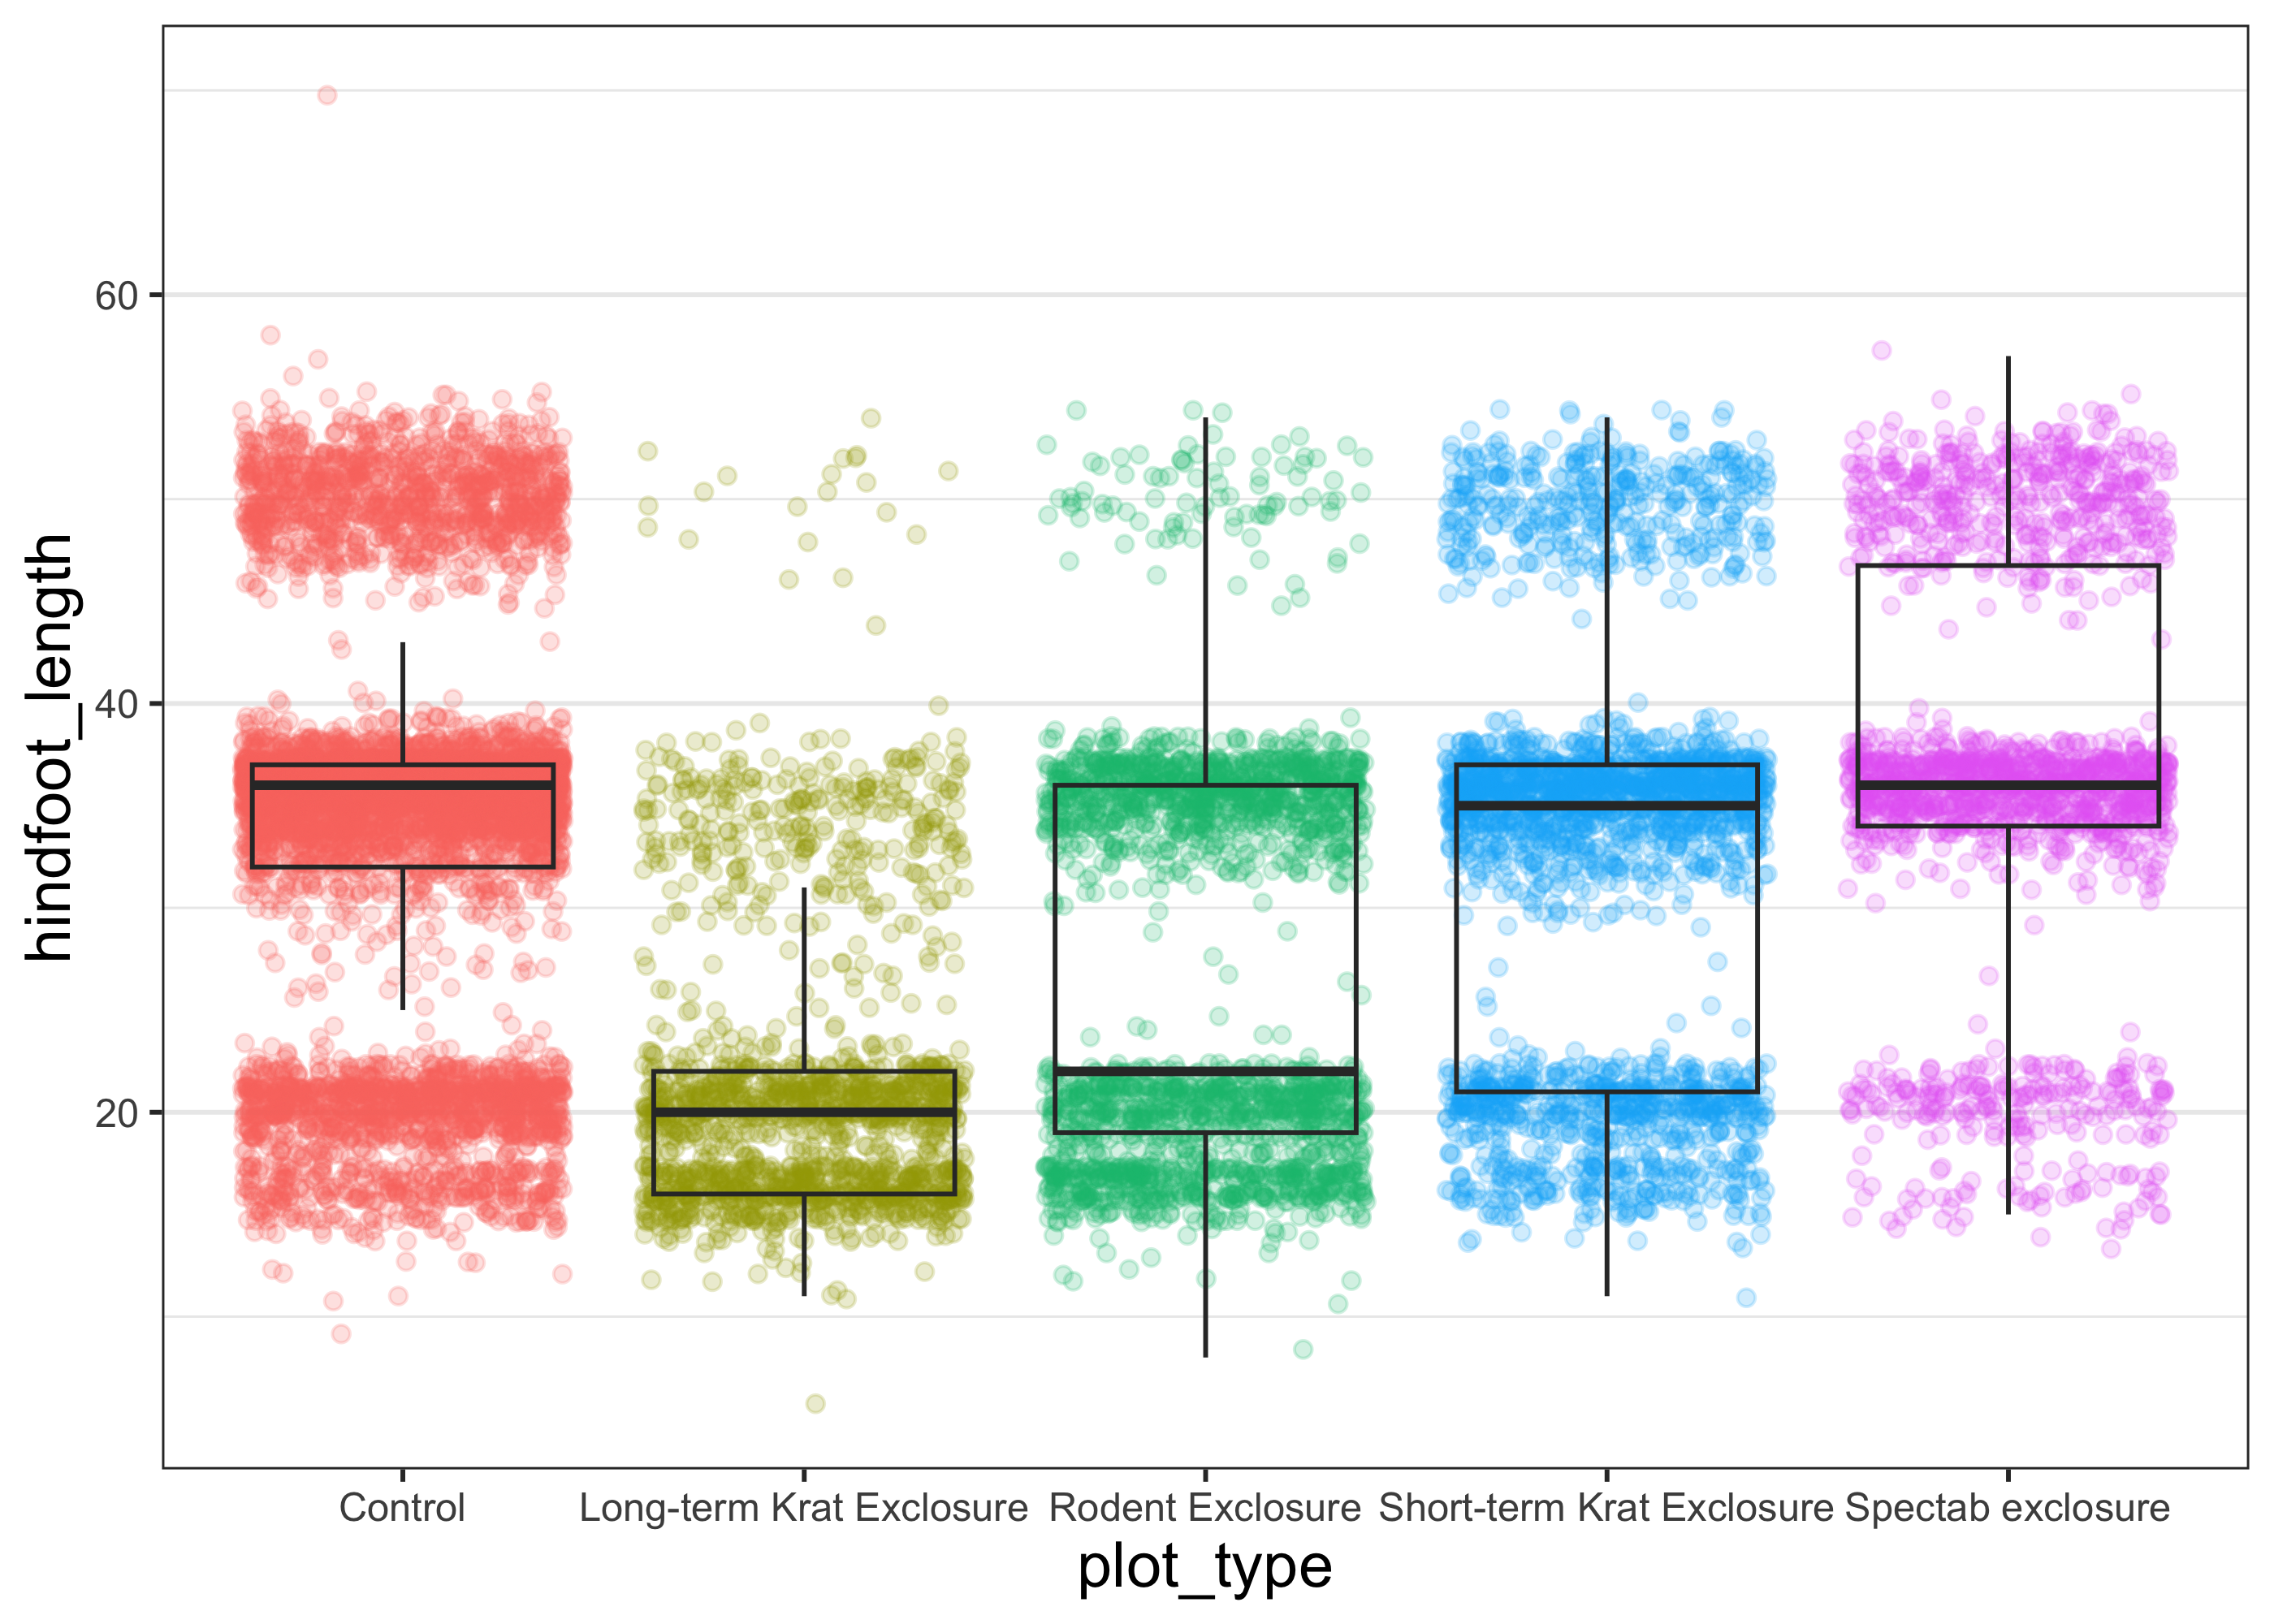 hindfoot_length
60
40
20
Control
Long-term Krat Exclosure
Rodent Exclosure
Short-term Krat Exclosure
Spectab exclosure
plot_type